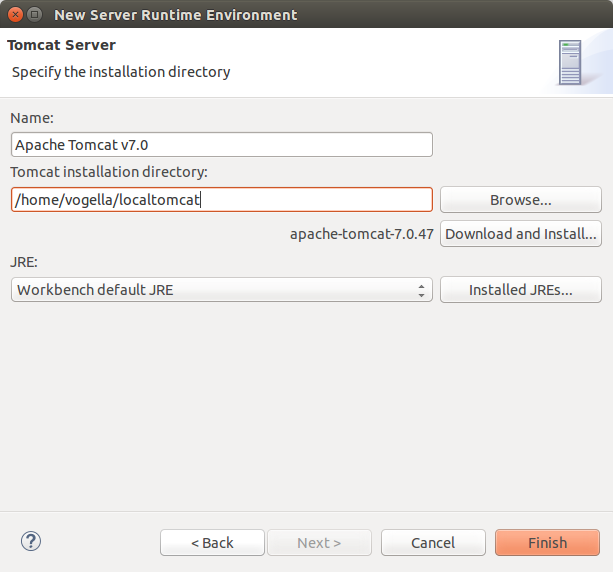 New Server Runtime Environment
Tomcat Server
Specify the installation directory
Name:
Apache Tomcat v7.0
Tomcat installation directory:
/home/vogella/localtomcat
Browse...
apache-tomcat-7.0.47
Download and Install...
JRE:
Workbench default JRE
Installed JREs...
?
< Back
Next >
Cancel
Finish